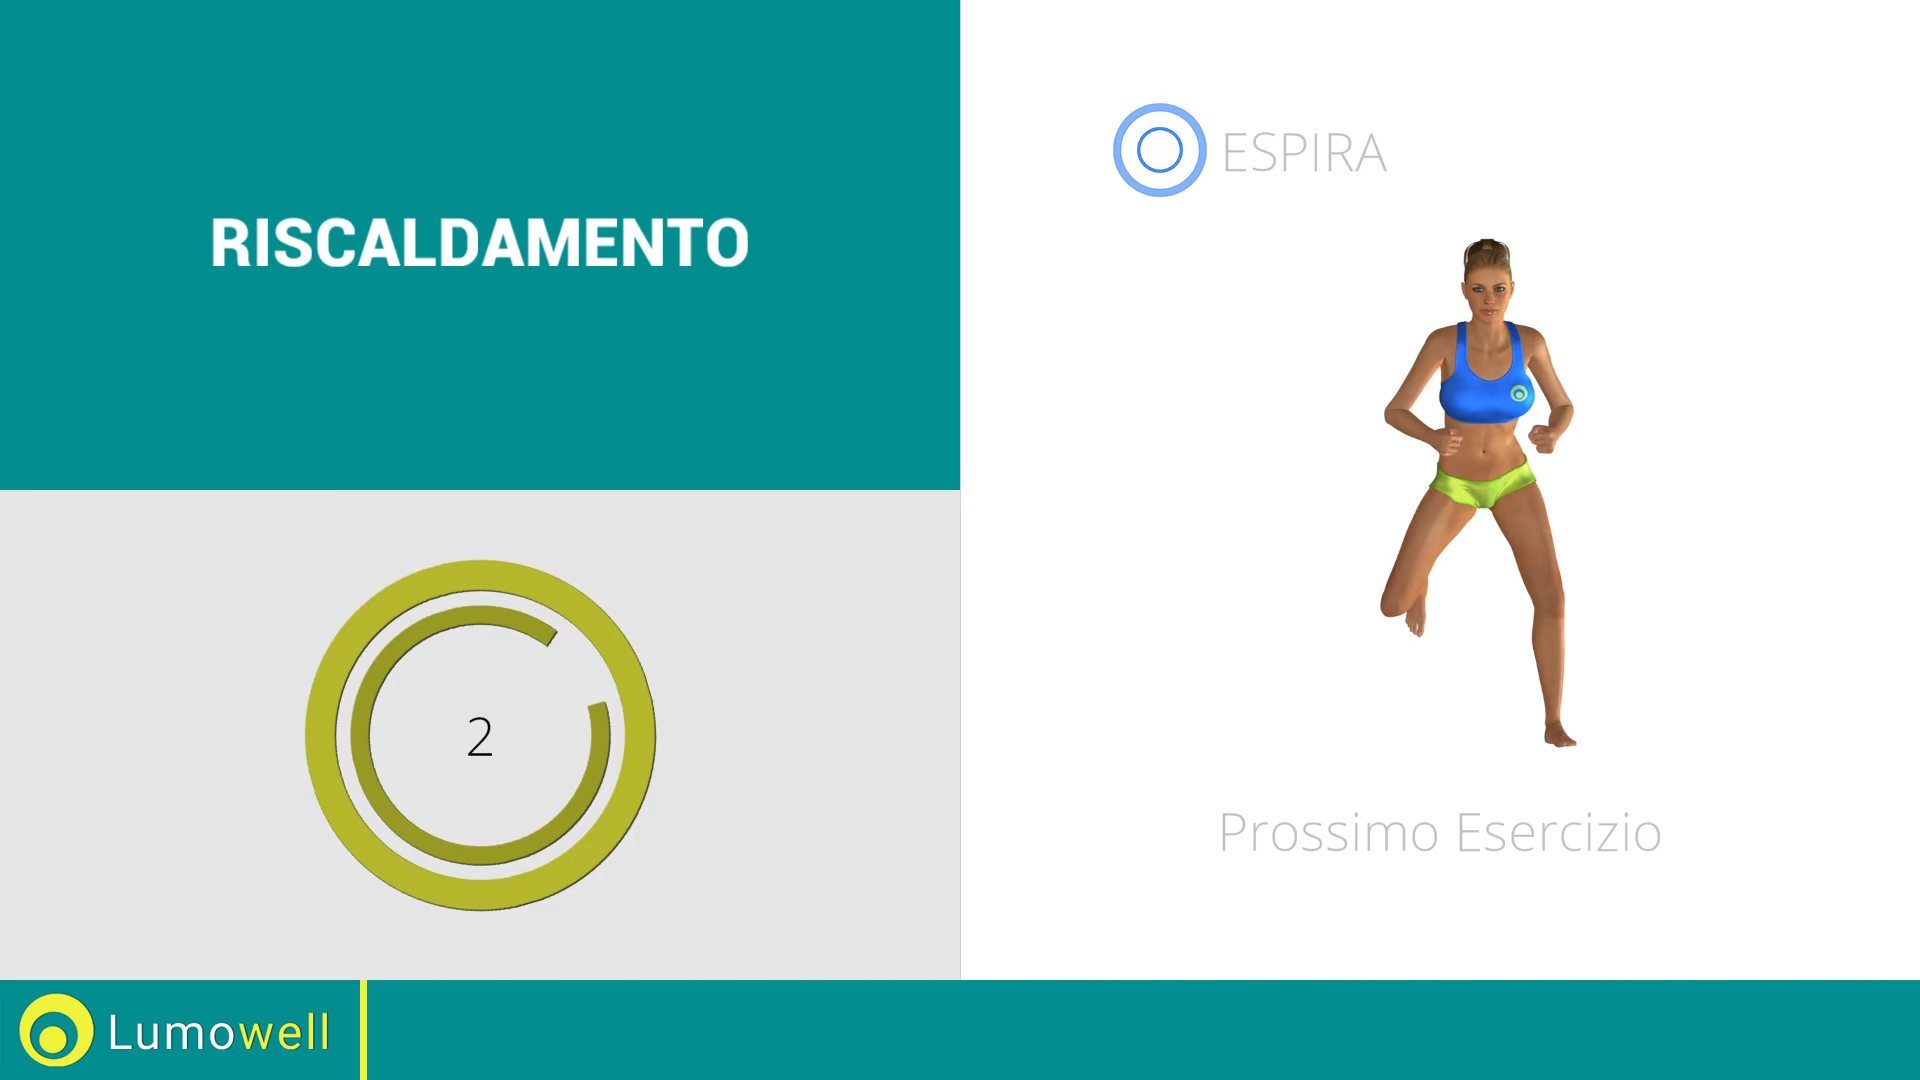 RISCALDAMENTO
2
ESPIRA
Prossimo Esercizio
Lumowell